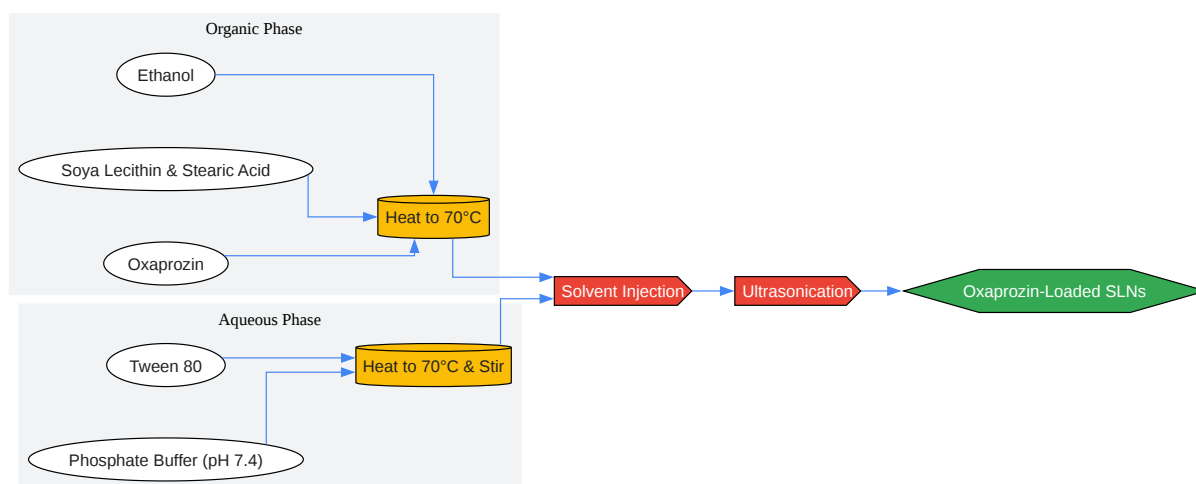 Organic Phase
Ethanol
Soya Lecithin & Stearic Acid
Heat to 70°C
Oxaprozin
Solvent Injection
Ultrasonication
Oxaprozin-Loaded SLNs
Aqueous Phase
Tween 80
Heat to 70°C & Stir
Phosphate Buffer (pH 7.4)